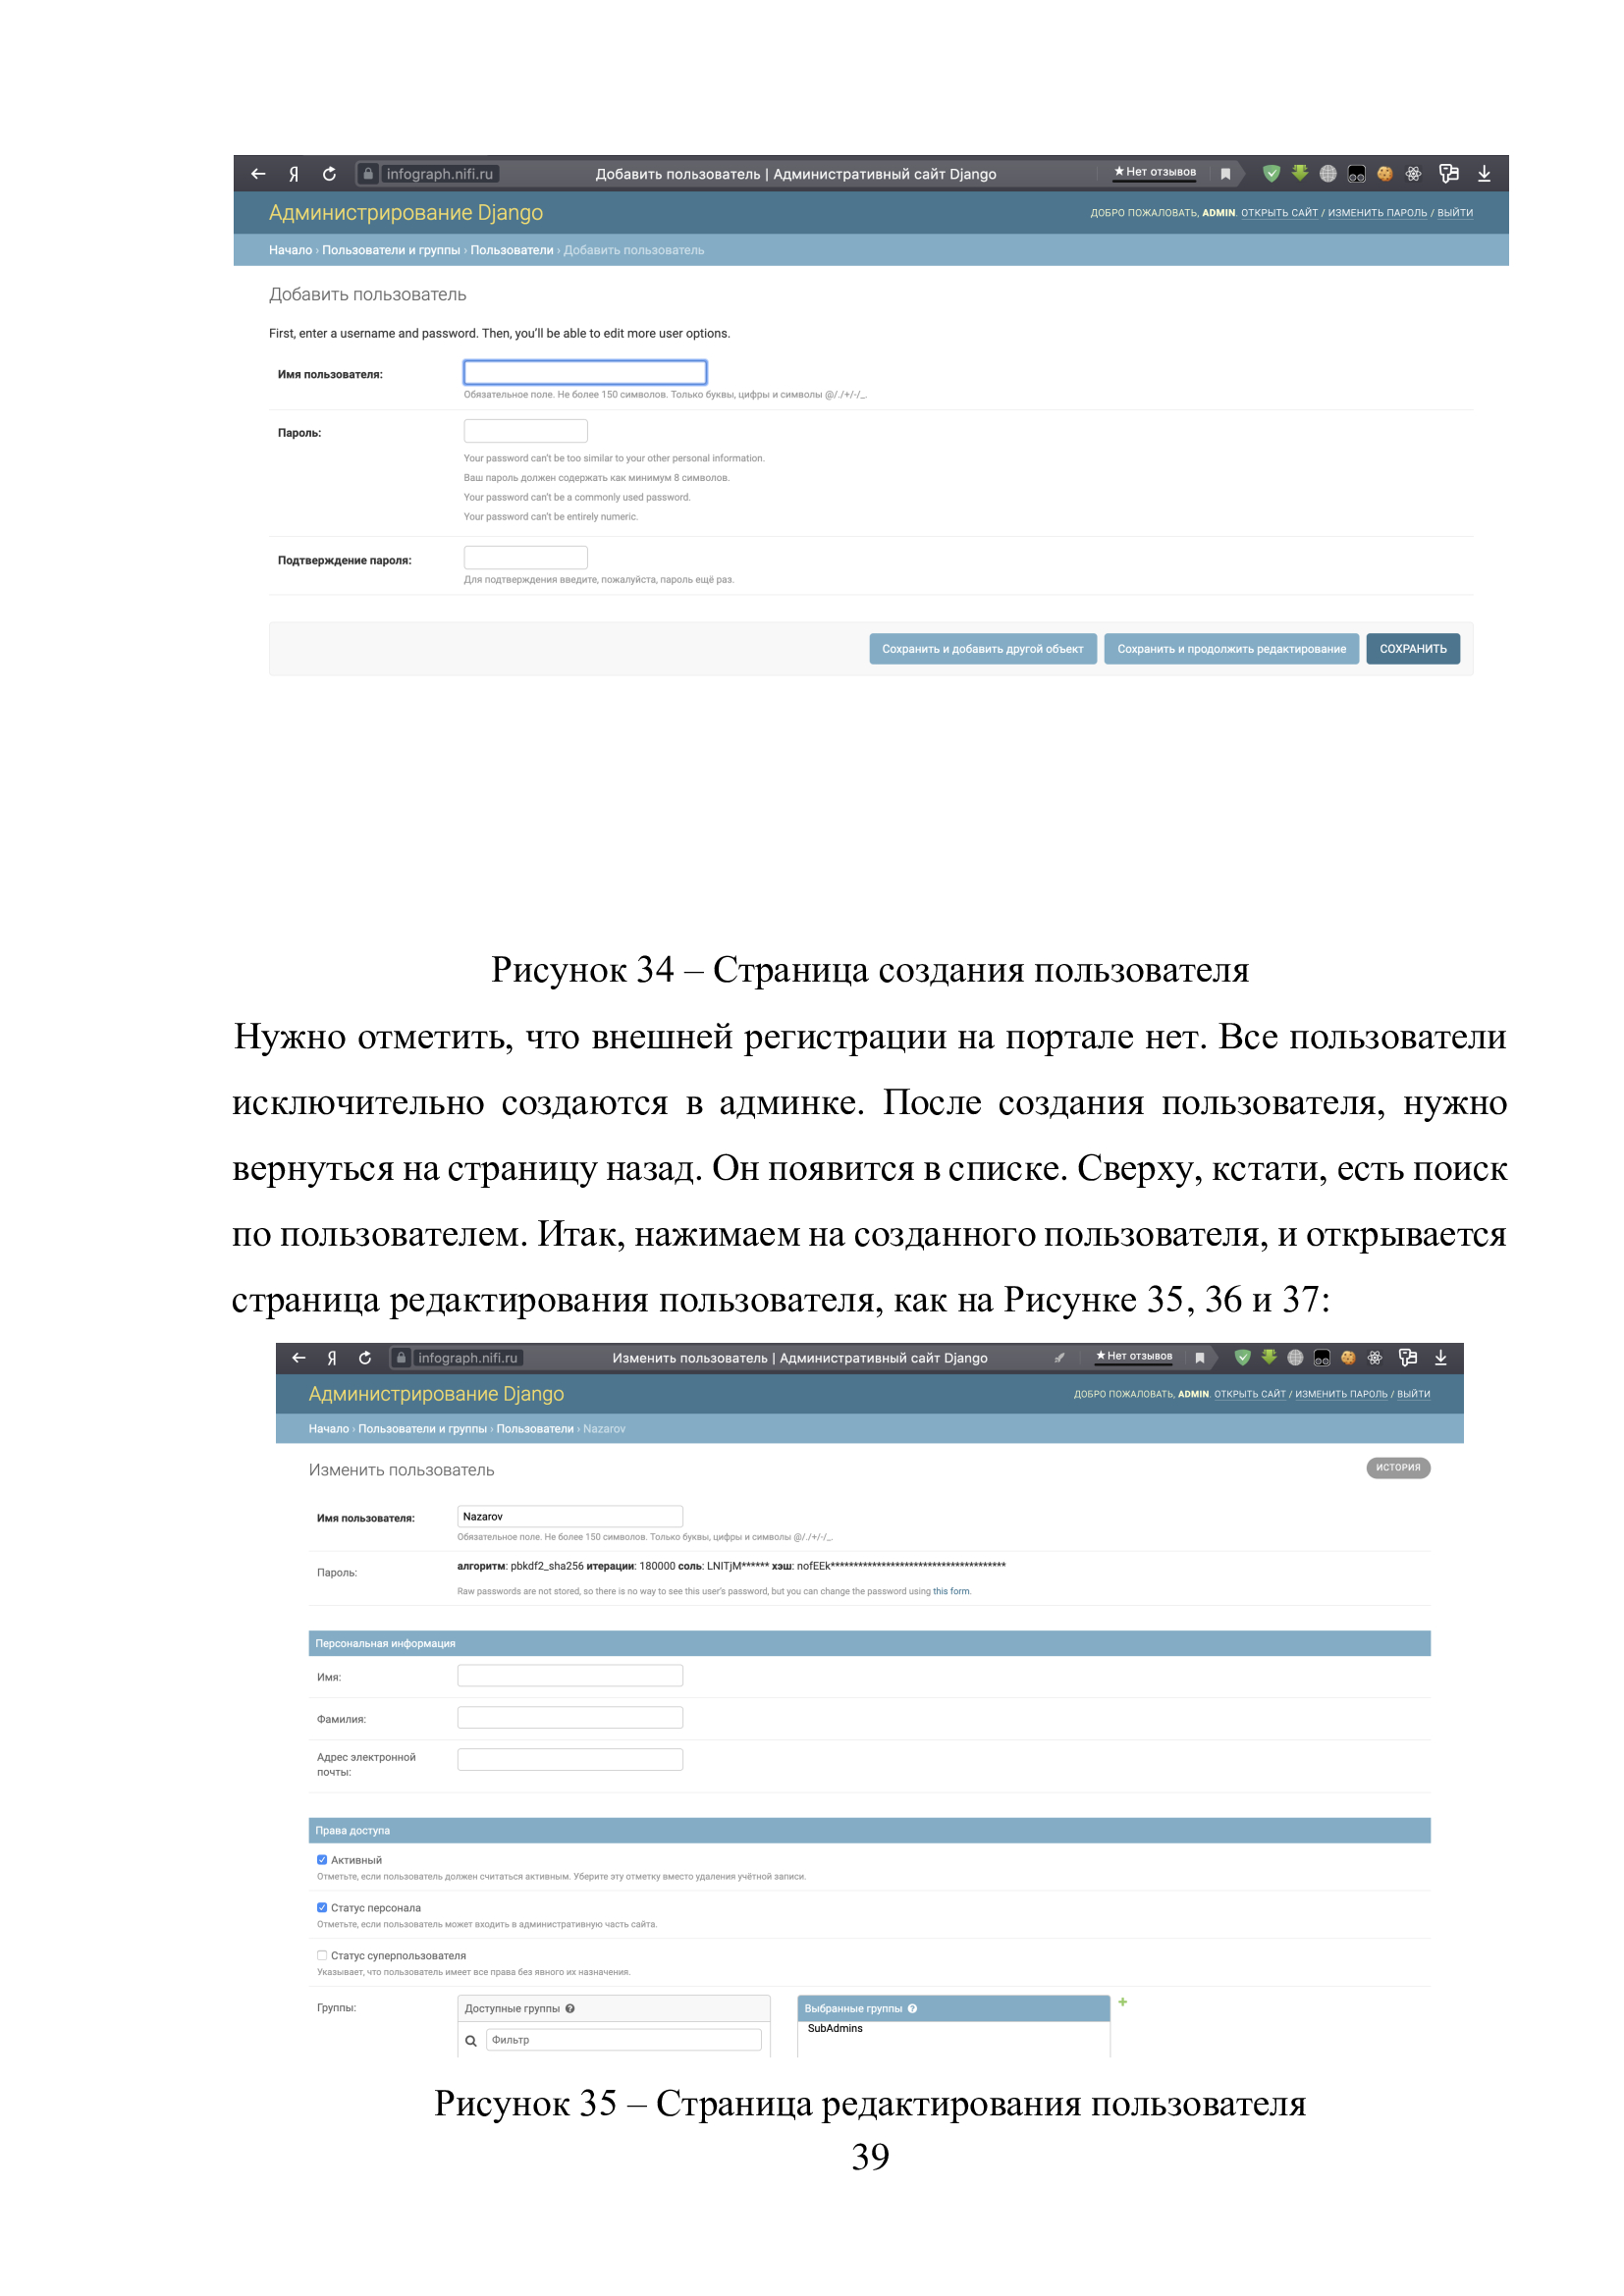 infograph.nifi.ru Добавить пользователь | Административный сайт Django ★Нет отзывов
Администрирование Django ДОБРО ПОЖАЛОВАТЬ, ADMIN. ОТКРЫТЬ САЙТ / ИЗМЕНИТЬ ПАРОЛЬ / ВЫЙТИ
Начало › Пользователи и группы › Пользователи › Добавить пользователь
Добавить пользователь
First, enter a username and password. Then, you'll be able to edit more user options.
Имя пользователя:
Обязательное поле. Не более 150 символов. Только буквы, цифры и символы @/./+/-/_.
Пароль:
Your password can't be too similar to your other personal information.
Ваш пароль должен содержать как минимум 8 символов.
Your password can't be a commonly used password.
Your password can't be entirely numeric.
Подтверждение пароля:
Для подтверждения введите, пожалуйста, пароль ещё раз.
Сохранить и добавить другой объект Сохранить и продолжить редактирование СОХРАНИТЬ
Рисунок 34 – Страница создания пользователя
Нужно отметить, что внешней регистрации на портале нет. Все пользователи
исключительно создаются в админке. После создания пользователя, нужно
вернуться на страницу назад. Он появится в списке. Сверху, кстати, есть поиск
по пользователем. Итак, нажимаем на созданного пользователя, и открывается
страница редактирования пользователя, как на Рисунке 35, 36 и 37:
infograph.nifi.ru Изменить пользователь | Административный сайт Django ★Нет отзывов
Администрирование Django ДОБРО ПОЖАЛОВАТЬ, ADMIN. ОТКРЫТЬ САЙТ / ИЗМЕНИТЬ ПАРОЛЬ / ВЫЙТИ
Начало › Пользователи и группы › Пользователи › Nazarov
Изменить пользователь ИСТОРИЯ
Имя пользователя: Nazarov
Обязательное поле. Не более 150 символов. Только буквы, цифры и символы @/./+/-/_.
Пароль: алгоритм: pbkdf2_sha256 итерации: 180000 соль: LNITjM****** хэш: nofEEk**************************************
Raw passwords are not stored, so there is no way to see this user's password, but you can change the password using this form.
Персональная информация
Имя:
Фамилия:
Адрес электронной
почты:
Права доступа
Активный
Отметьте, если пользователь должен считаться активным. Уберите эту отметку вместо удаления учётной записи.
Статус персонала
Отметьте, если пользователь может входить в административную часть сайта.
Статус суперпользователя
Указывает, что пользователь имеет все права без явного их назначения.
Группы: Доступные группы Выбранные группы
Фильтр SubAdmins
Рисунок 35 – Страница редактирования пользователя
39